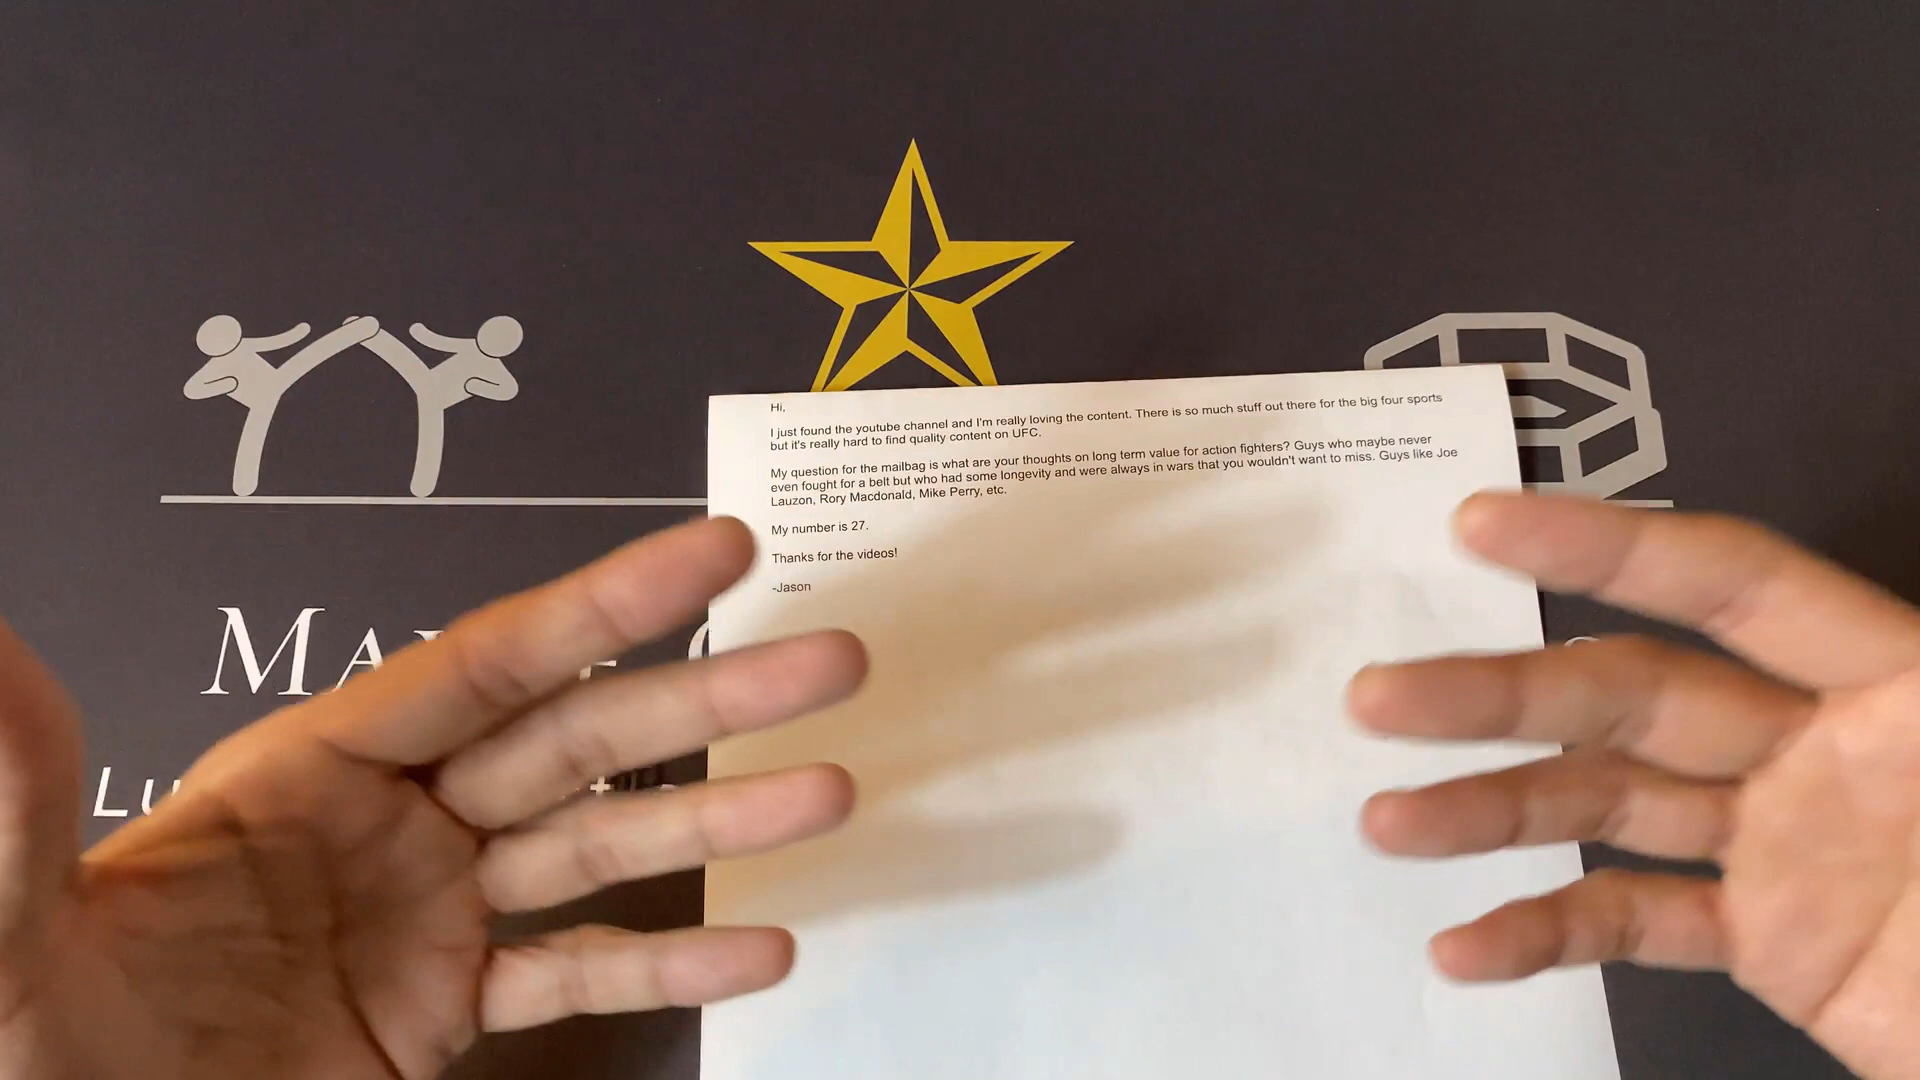 Hi,
I just found the youtube channel and I'm really loving the content. There is so much stuff out there for the big four sports
but it's really hard to find quality content on UFC.
My question for the mailbag is what are your thoughts on long term value for action fighters? Guys who maybe never
even fought for a belt but who had some longevity and were always in wars that you wouldn't want to miss. Guys like Joe
Lauzon, Rory Macdonald, Mike Perry, etc.
My number is 27.
Thanks for the videos!
-Jason